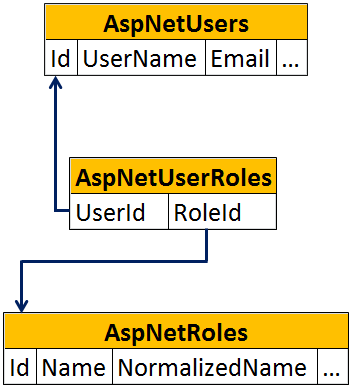 AspNetUsers
Id UserName Email ...
AspNetUserRoles
UserId RoleId
AspNetRoles
Id Name NormalizedName ...